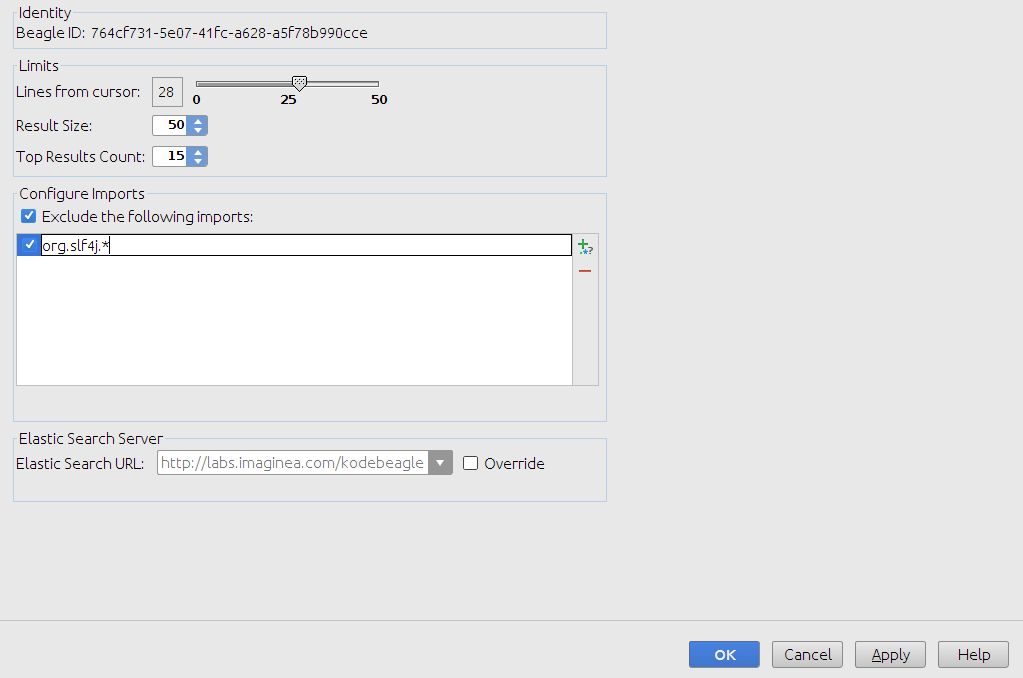 Identity
Beagle ID: 764cf731-5e07-41fc-a628-a5f78b990cce
Limits
Lines from cursor: 28
0 25 50
Result Size: 50
Top Results Count: 15
Configure Imports
Exclude the following imports:
org.slf4j.*
Elastic Search Server
Elastic Search URL: http://labs.imaginea.com/kodebeagle Override
OK Cancel Apply Help